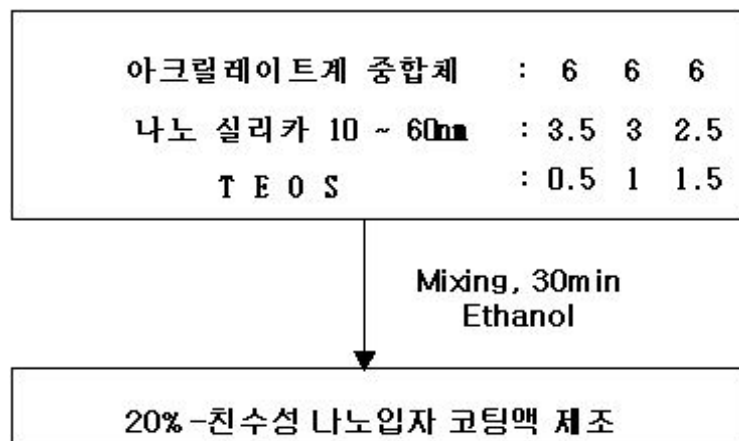 아크릴레이트계 중합체 : 6 6 6
나노 실리카 10 ~ 60nm : 3.5 3 2.5
T E O S : 0.5 1 1.5
Mixing, 30min
Ethanol
20%-친수성 나노입자 코팅액 제조